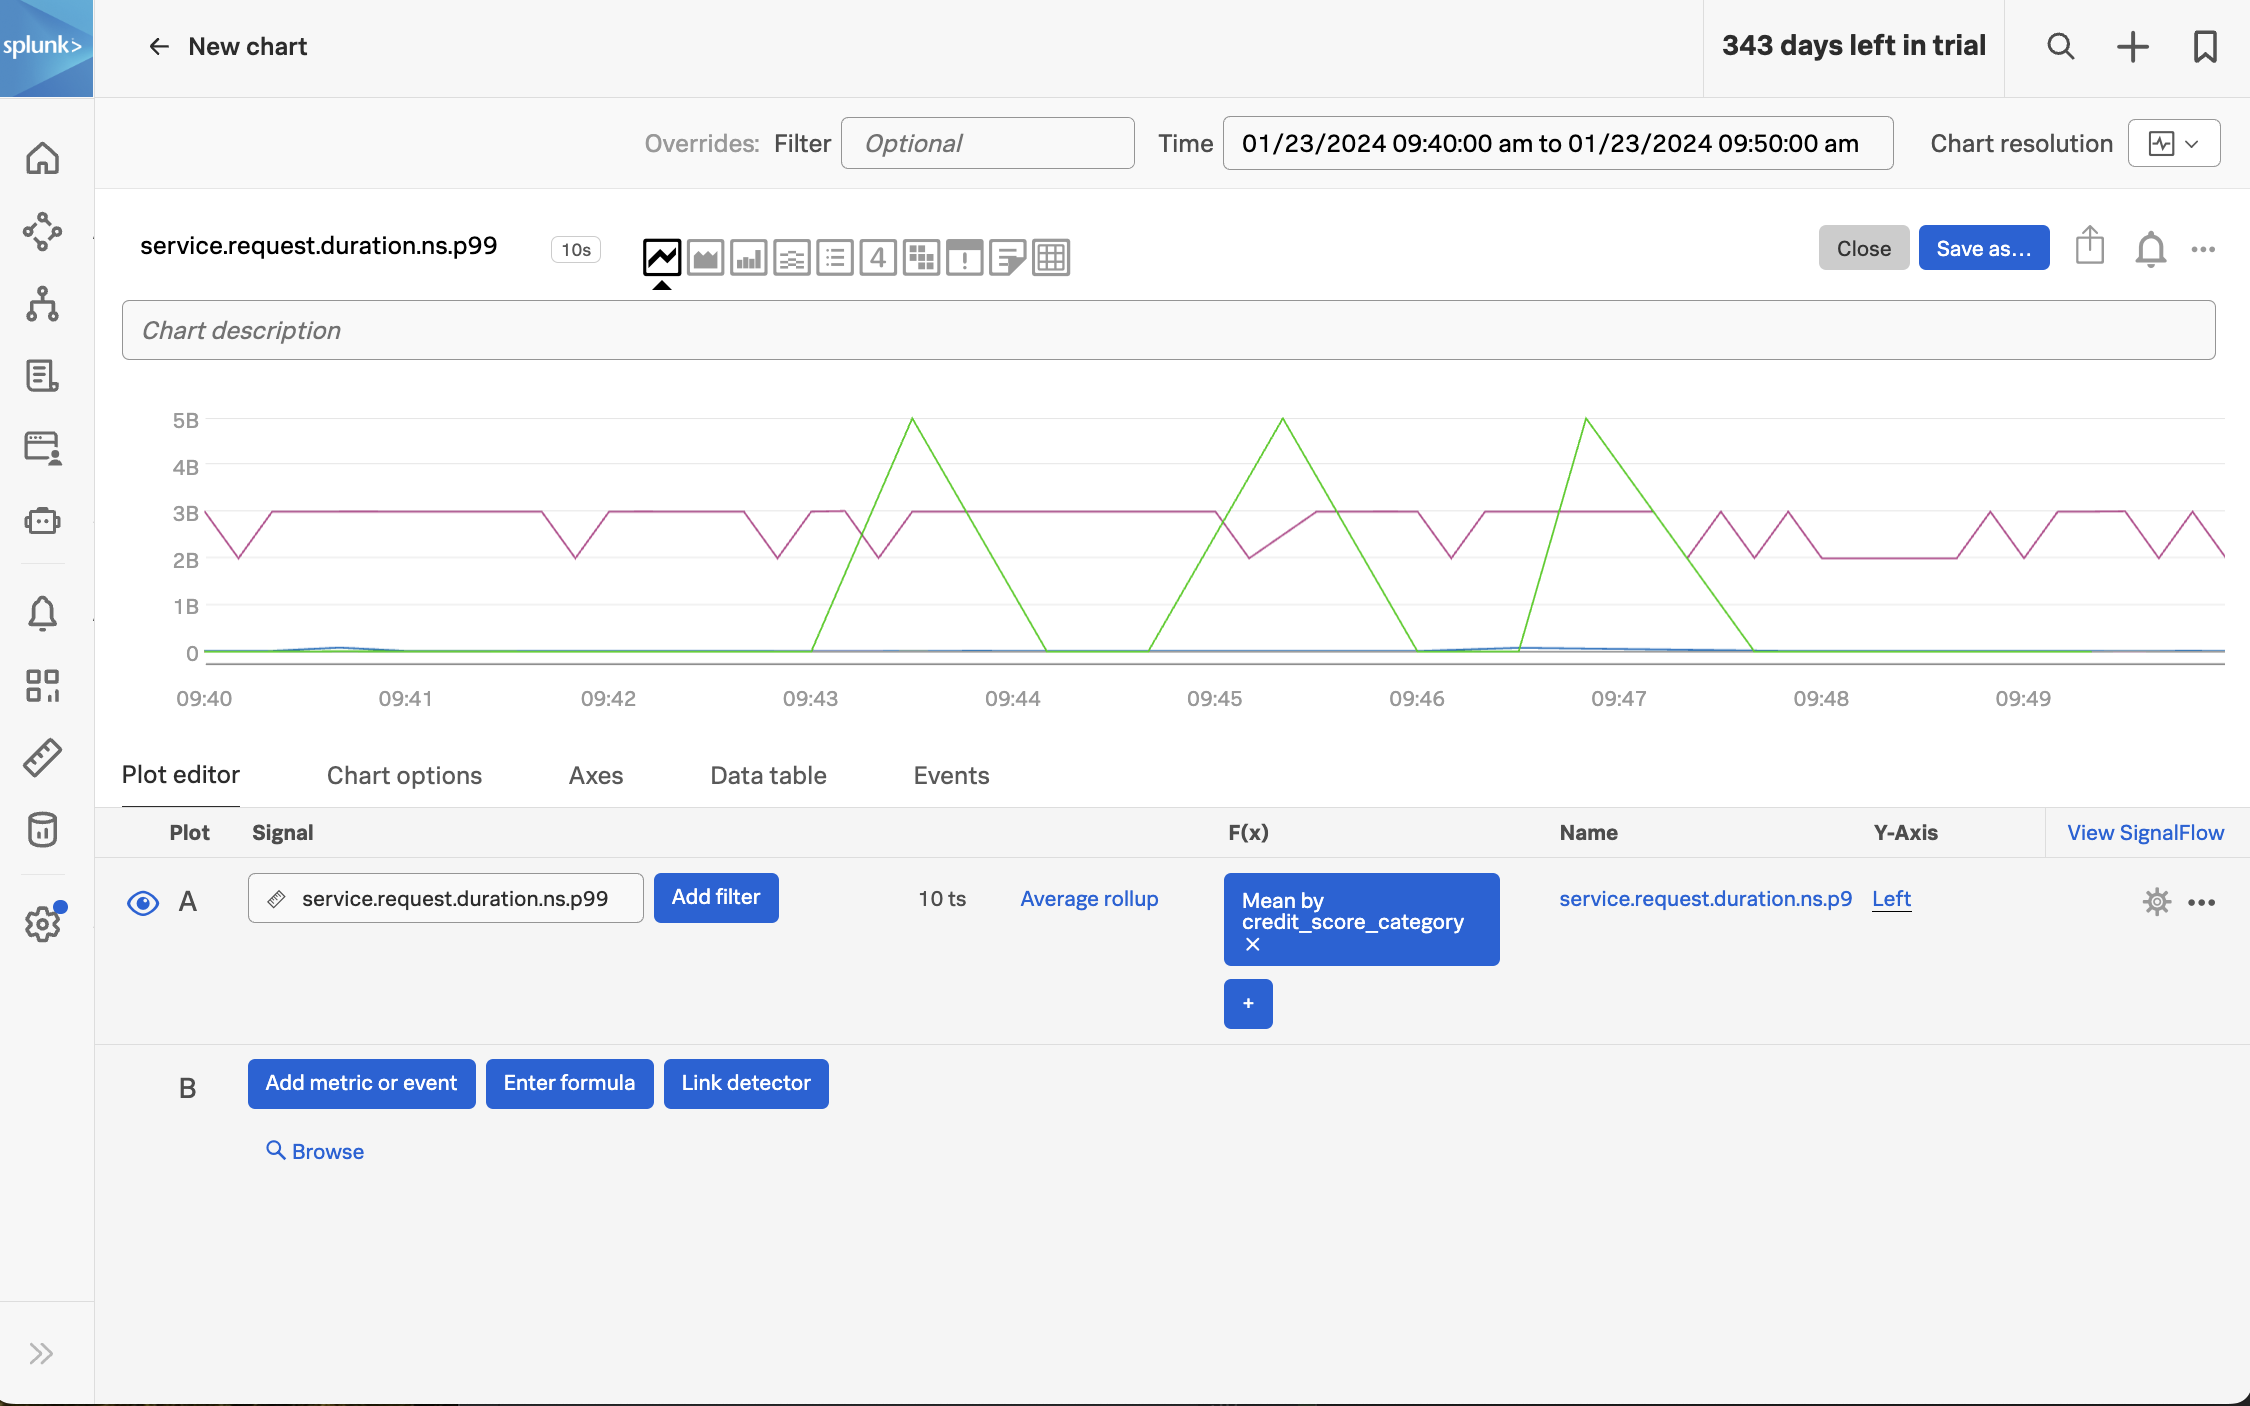 splunk>
New chart
343 days left in trial
Overrides: Filter Optional Time 01/23/2024 09:40:00 am to 01/23/2024 09:50:00 am Chart resolution
service.request.duration.ns.p99 10s 4 Close Save as...
Chart description
5B
4B
3B
2B
1B
0
09:40 09:41 09:42 09:43 09:44 09:45 09:46 09:47 09:48 09:49
Plot editor Chart options Axes Data table Events
Plot Signal F(x) Name Y-Axis View SignalFlow
A service.request.duration.ns.p99 Add filter 10 ts Average rollup Mean by service.request.duration.ns.p9 Left
credit_score_category
+
B Add metric or event Enter formula Link detector
Browse